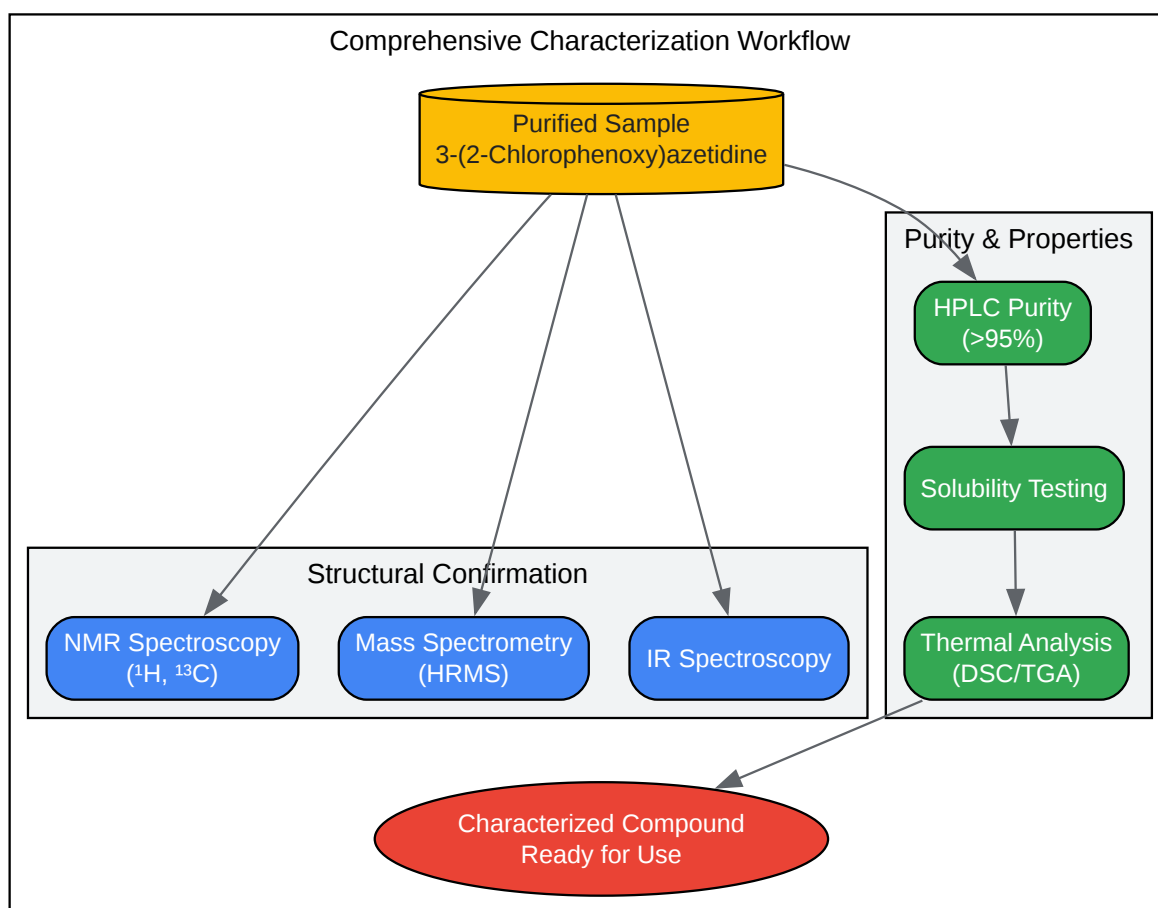 Comprehensive Characterization Workflow
Purified Sample
3-(2-Chlorophenoxy)azetidine
Purity & Properties
HPLC Purity
(>95%)
Solubility Testing
Structural Confirmation
NMR Spectroscopy
(¹H, ¹³C)
Mass Spectrometry
(HRMS)
IR Spectroscopy
Thermal Analysis
(DSC/TGA)
Characterized Compound
Ready for Use